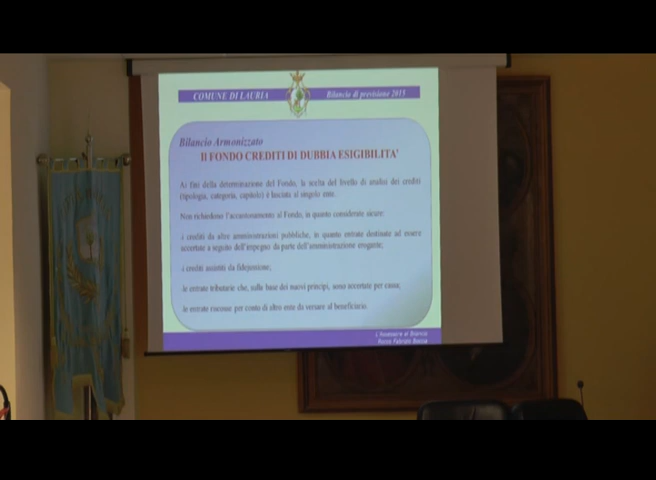 COMUNE DI LAURIA
Bilancio di previsione 2015
Bilancio Armonizzato
Il FONDO CREDITI DI DUBBIA ESIGIBILITA'
Ai fini della determinazione del Fondo, la scelta del livello di analisi dei crediti
(tipologia, categoria, capitolo) è lasciata al singolo ente.
Non richiedono l'accantonamento al Fondo, in quanto considerate sicure:
-i crediti da altre amministrazioni pubbliche, in quanto entrate destinate ad essere
accertate a seguito dell'impegno da parte dell'amministrazione erogante;
-i crediti assistiti da fidejussione;
-le entrate tributarie che, sulla base dei nuovi principi, sono accertate per cassa;
-le entrate riscosse per conto di altro ente da versare al beneficiario.
L'Assessore al Bilancio